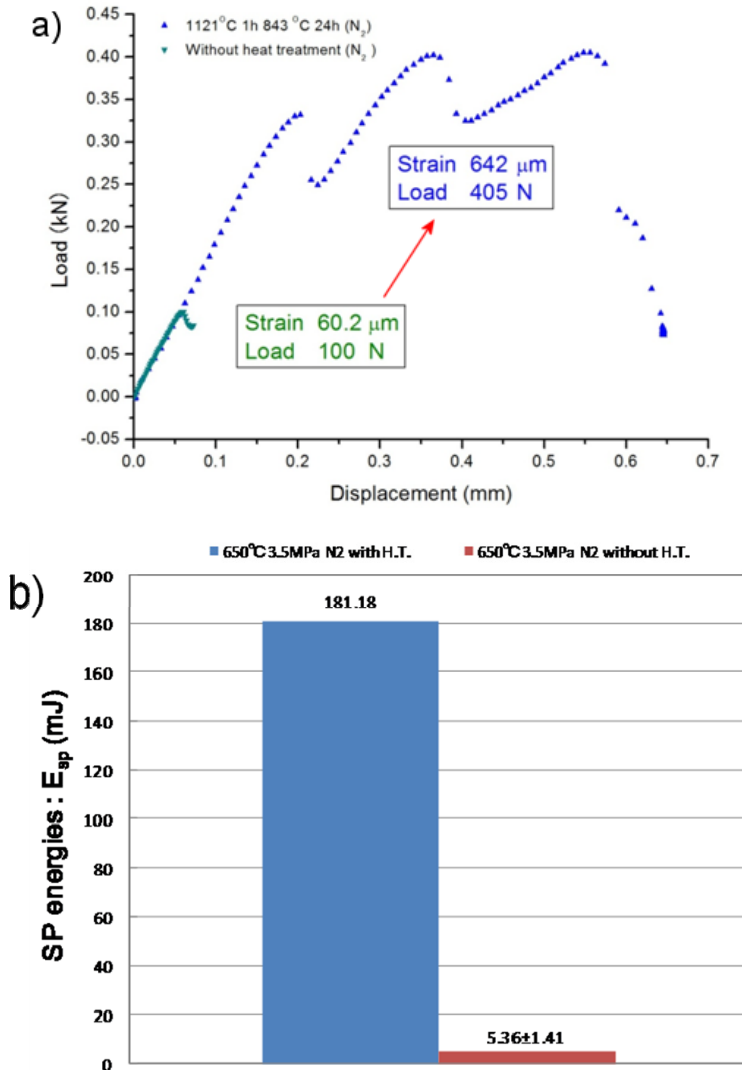 a)
1121°C 1h 843 °C 24h (N₂)
Without heat treatment (N₂ )
0.45
0.40
0.35
0.30
0.25
0.20
0.15
0.10
0.05
0.00
-0.05
Load (kN)
Strain 642 μm
Load 405 N
Strain 60.2 μm
Load 100 N
0.0 0.1 0.2 0.3 0.4 0.5 0.6 0.7
Displacement (mm)
650°C 3.5MPa N2 with H.T.
650°C 3.5MPa N2 without H.T.
b)
200
180
160
140
120
100
80
60
40
20
0
SP energies : Esp (mJ)
181.18
5.36±1.41